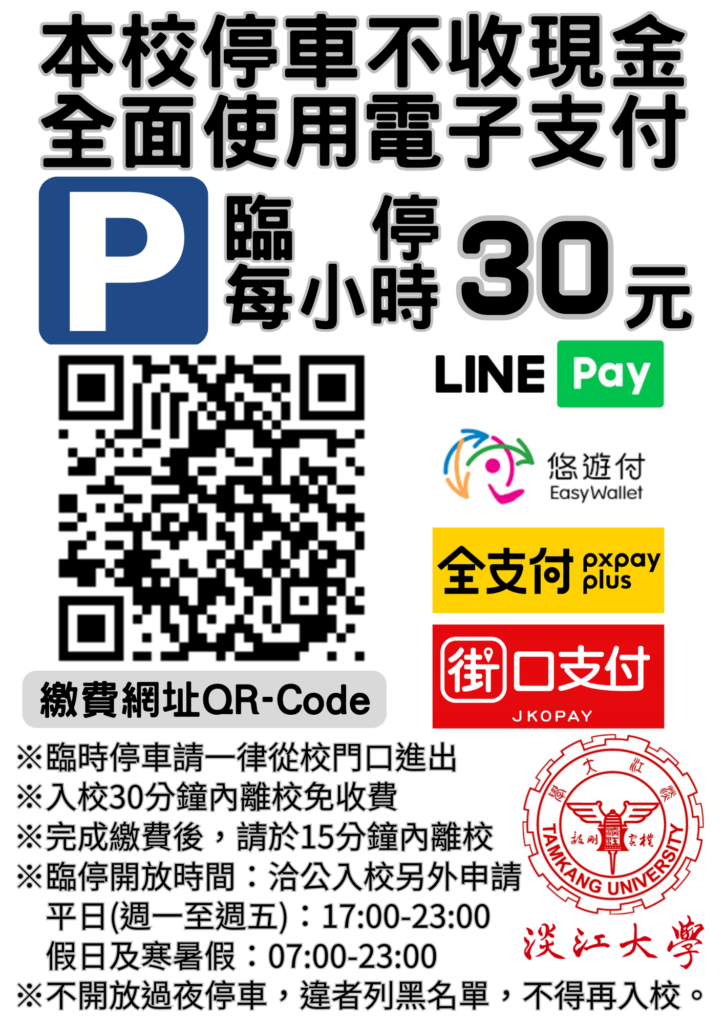 本校停車不收現金
全面使用電子支付
P
臨 停
每小時
30元
LINE Pay
悠遊付
EasyWallet
全支付 pxpay plus
街口支付
JKOPAY
繳費網址QR-Code
※臨時停車請一律從校門口進出
※入校30分鐘內離校免收費
※完成繳費後，請於15分鐘內離校
※臨停開放時間：洽公入校另外申請
平日(週一至週五)：17:00-23:00
假日及寒暑假：07:00-23:00
※不開放過夜停車，違者列黑名單，不得再入校。
TAMKANG UNIVERSITY
淡江大學